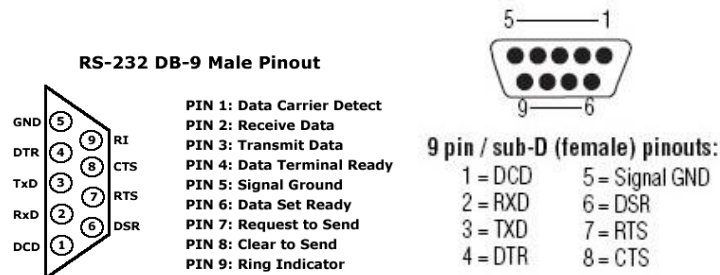 RS-232 DB-9 Male Pinout
GND 5
9 RI
DTR 4
8 CTS
TxD 3
7 RTS
RxD 2
6 DSR
DCD 1
PIN 1: Data Carrier Detect
PIN 2: Receive Data
PIN 3: Transmit Data
PIN 4: Data Terminal Ready
PIN 5: Signal Ground
PIN 6: Data Set Ready
PIN 7: Request to Send
PIN 8: Clear to Send
PIN 9: Ring Indicator
5 1
9 6
9 pin / sub-D (female) pinouts:
1 = DCD 5 = Signal GND
2 = RXD 6 = DSR
3 = TXD 7 = RTS
4 = DTR 8 = CTS